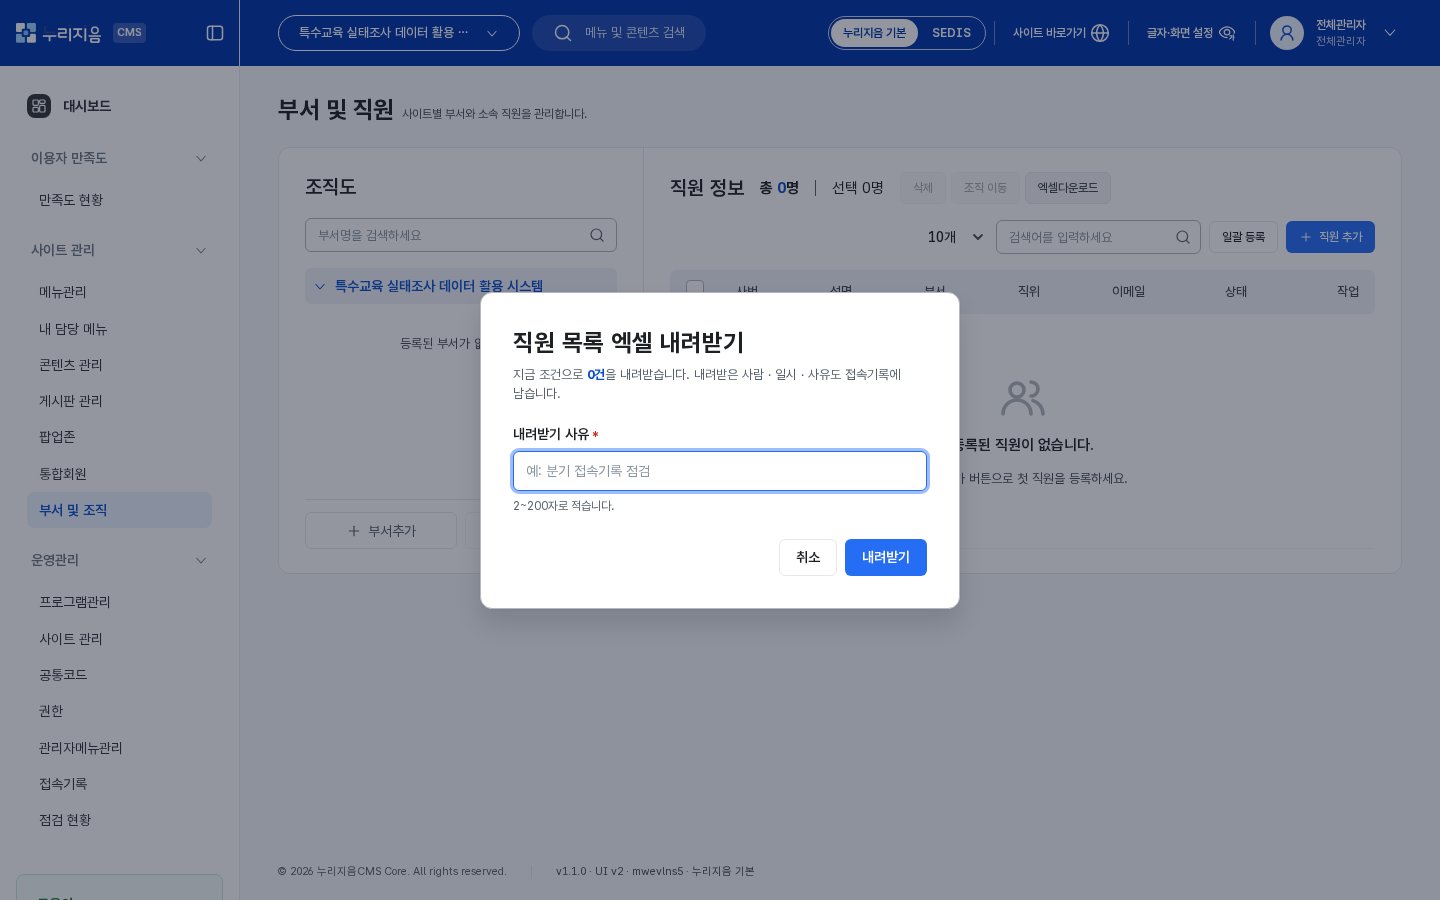 누리지음 CMS
특수교육 실태조사 데이터 활용 ···
메뉴 및 콘텐츠 검색
누리지음 기본
SEDIS
사이트 바로가기
글자·화면 설정
전체관리자
전체관리자
대시보드
이용자 만족도
만족도 현황
사이트 관리
메뉴관리
내 담당 메뉴
콘텐츠 관리
게시판 관리
팝업존
통합회원
부서 및 조직
운영관리
프로그램관리
사이트 관리
공통코드
권한
관리자메뉴관리
접속기록
점검 현황
부서 및 직원 사이트별 부서와 소속 직원을 관리합니다.
조직도
부서명을 검색하세요
특수교육 실태조사 데이터 활용 시스템
등록된 부서가
부서추가
직원 정보 총 0명 | 선택 0명 삭제 조직 이동 엑셀다운로드
10개 검색어를 입력하세요 일괄 등록 + 직원 추가
직위 이메일 상태 작업
등록된 직원이 없습니다.
버튼으로 첫 직원을 등록하세요.
직원 목록 엑셀 내려받기
지금 조건으로 0건을 내려받습니다. 내려받은 사람 · 일시 · 사유도 접속기록에
남습니다.
내려받기 사유 *
예: 분기 접속기록 점검
2~200자로 적습니다.
취소 내려받기
© 2026 누리지음CMS Core. All rights reserved.
v1.1.0 · UI v2 · mwevlns5 · 누리지음 기본